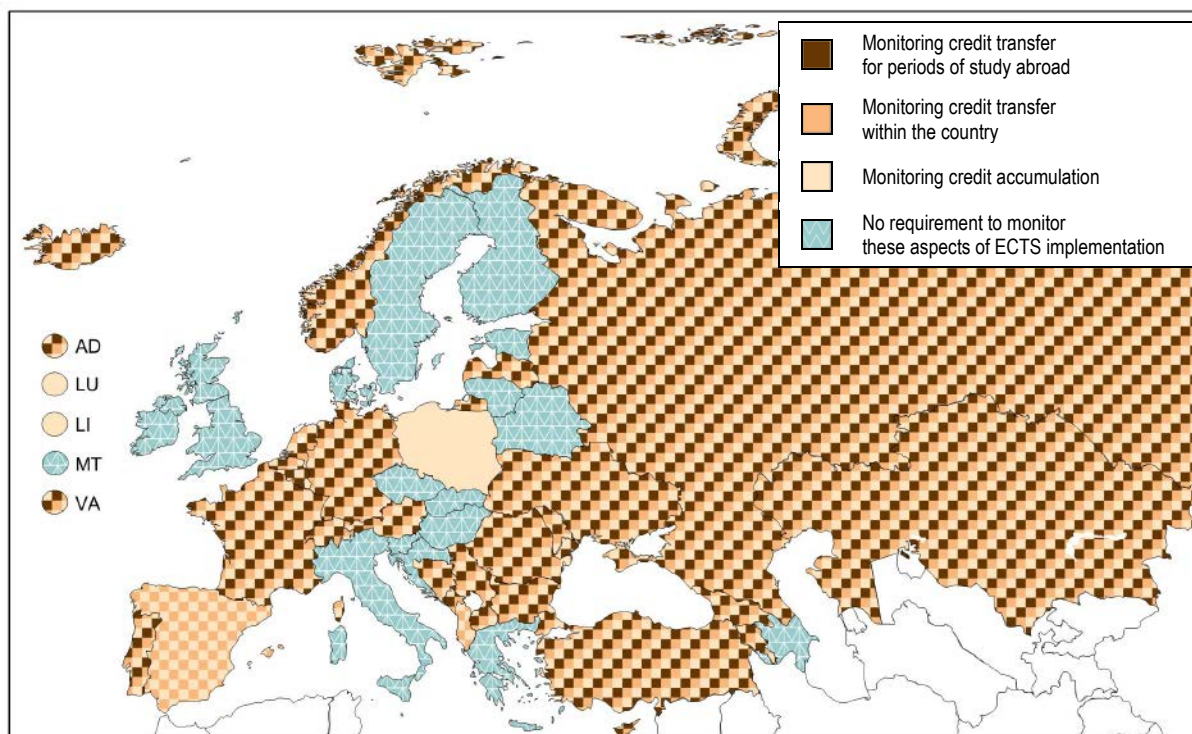 Monitoring credit transfer
for periods of study abroad
Monitoring credit transfer
within the country
Monitoring credit accumulation
No requirement to monitor
these aspects of ECTS implementation
AD
LU
LI
MT
VA